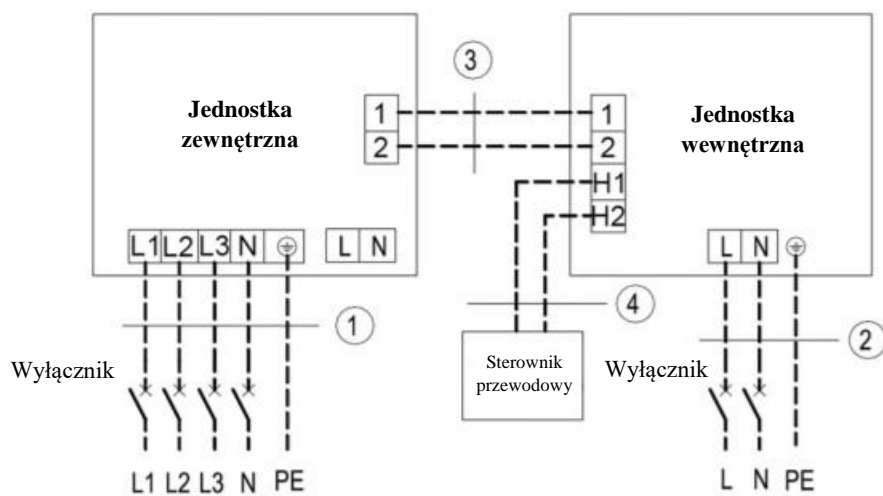 ③
Jednostka
zewnętrzna
1
2
1
2
H1
H2
Jednostka
wewnętrzna
L1 L2 L3 N ⏚
L N
L N ⏚
①
④
②
Wyłącznik
Sterownik
przewodowy
Wyłącznik
L1 L2 L3 N PE
L N PE